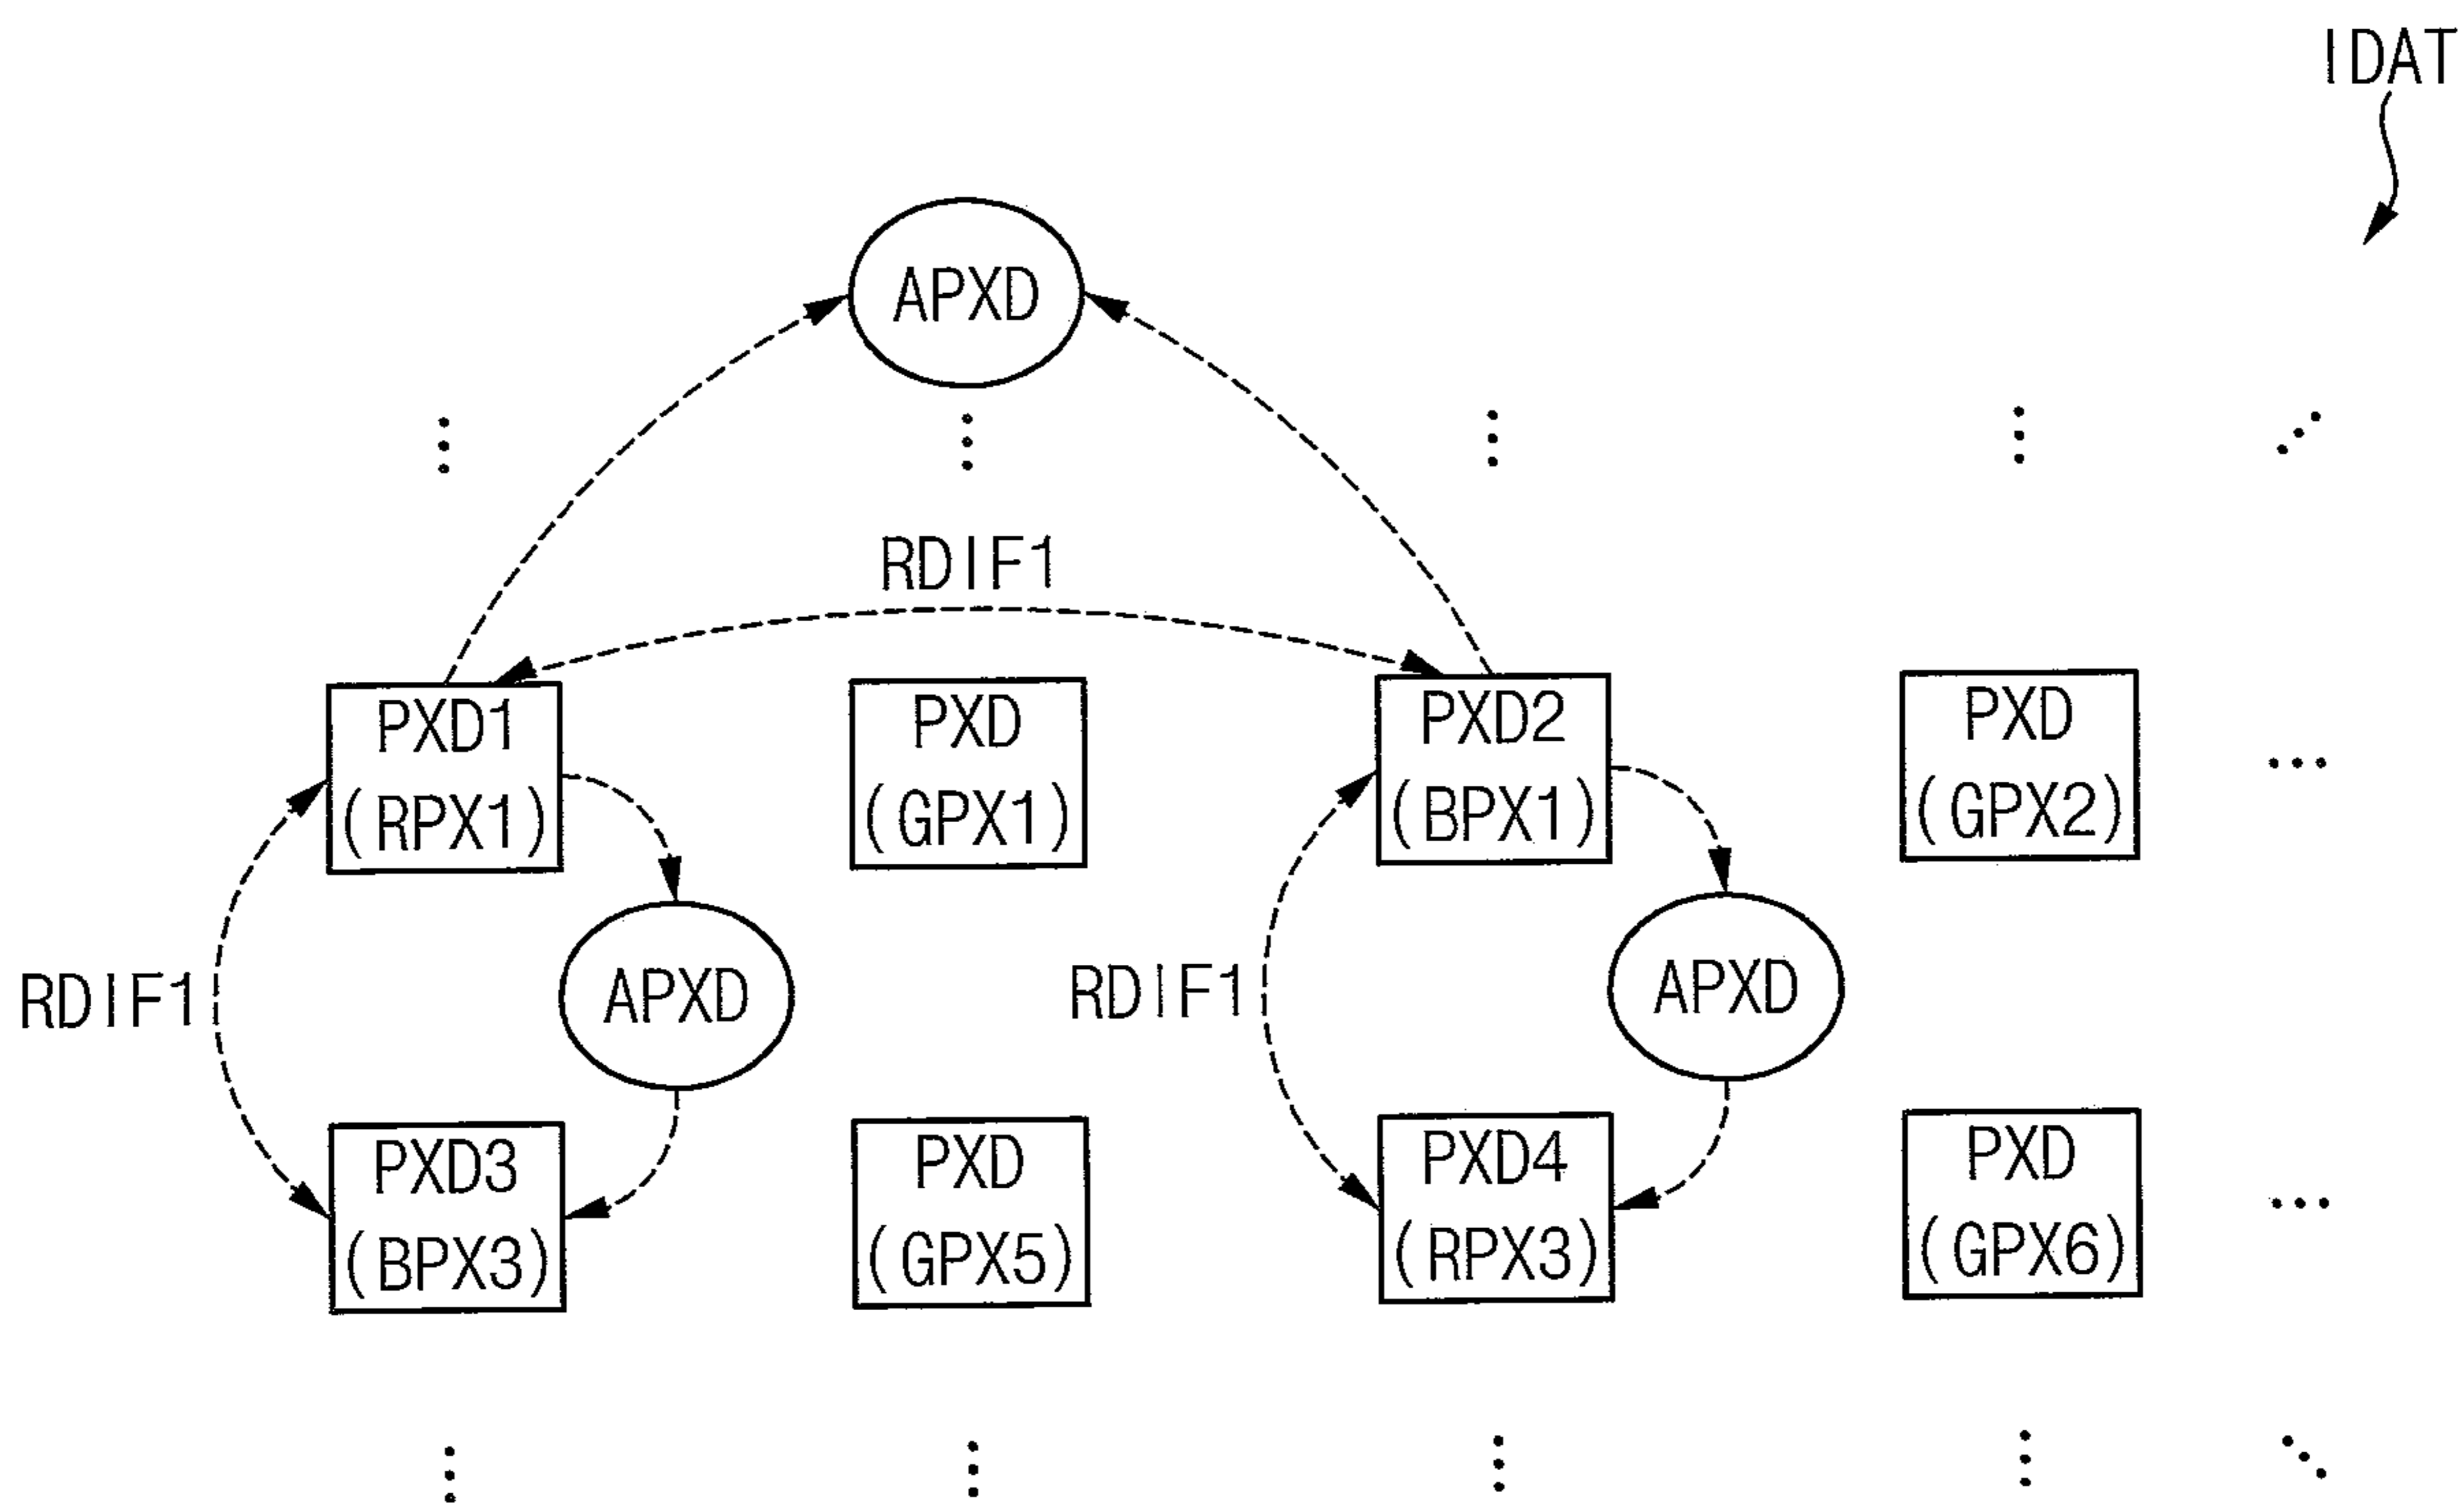 IDAT
APXD
RDIF1
PXD1
(RPX1)
PXD
(GPX1)
PXD2
(BPX1)
PXD
(GPX2)
RDIF1
APXD
RDIF1
APXD
PXD3
(BPX3)
PXD
(GPX5)
PXD4
(RPX3)
PXD
(GPX6)